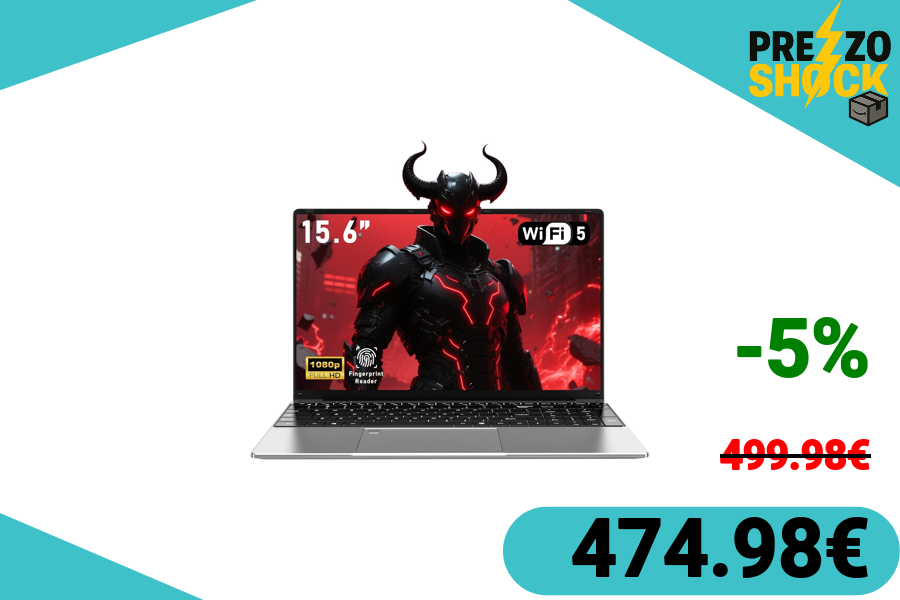 PREZZO
SHOCK
15.6”
WiFi 5
1080p
FULL HD
Fingerprint
Reader
-5%
499.98€
474.98€